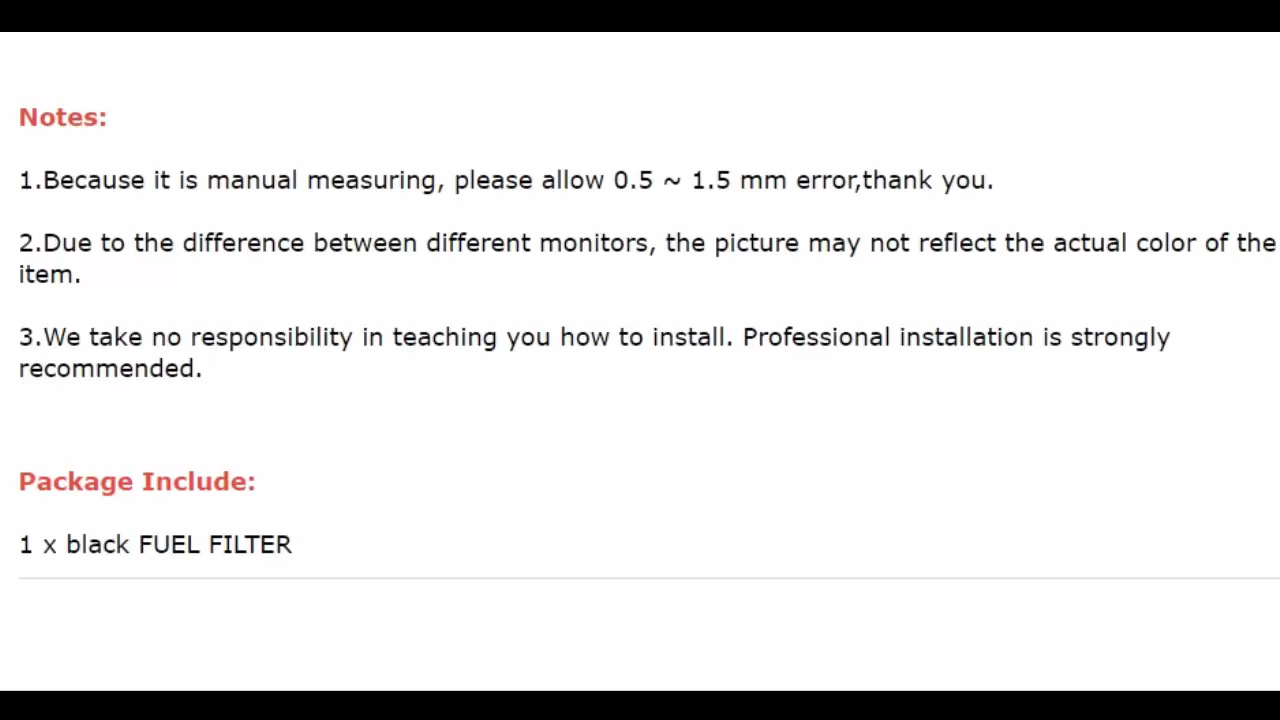 Notes:
1.Because it is manual measuring, please allow 0.5 ~ 1.5 mm error,thank you.
2.Due to the difference between different monitors, the picture may not reflect the actual color of the
item.
3.We take no responsibility in teaching you how to install. Professional installation is strongly
recommended.
Package Include:
1 x black FUEL FILTER